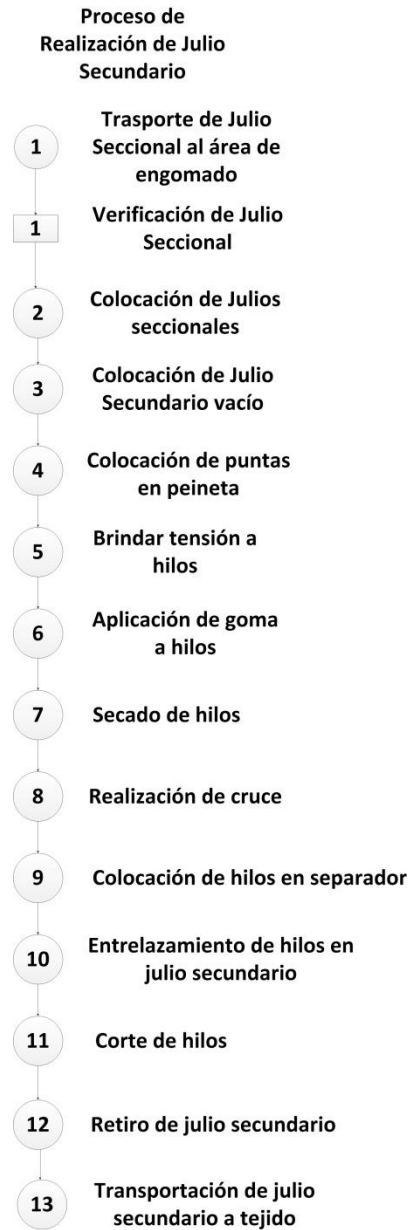 Proceso de
Realización de Julio
Secundario
1
Trasporte de Julio
Seccional al área de
engomado
1
Verificación de Julio
Seccional
2
Colocación de Julios
seccionales
3
Colocación de Julio
Secundario vacío
4
Colocación de puntas
en peineta
5
Brindar tensión a
hilos
6
Aplicación de goma
a hilos
7
Secado de hilos
8
Realización de cruce
9
Colocación de hilos en separador
10
Entrelazamiento de hilos en
julio secundario
11
Corte de hilos
12
Retiro de julio secundario
13
Transportación de julio
secundario a tejido